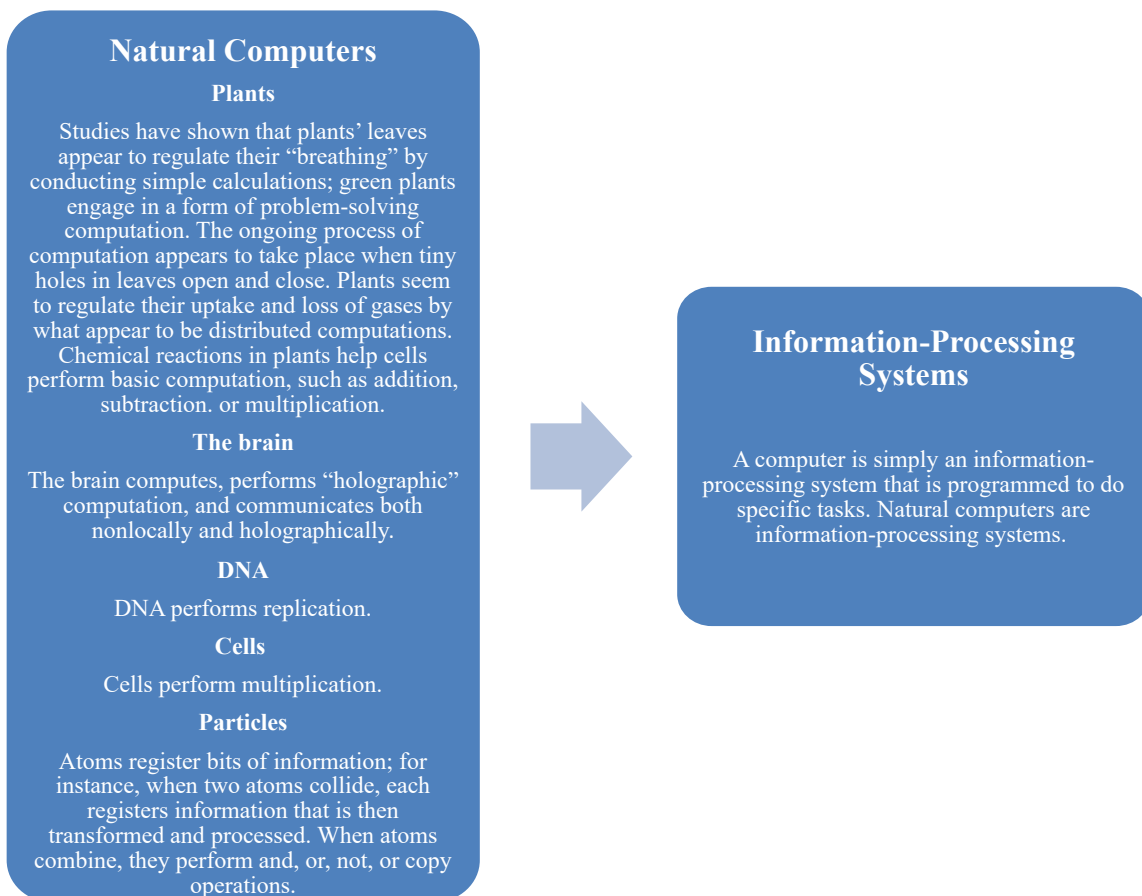 Natural Computers
Plants
Studies have shown that plants’ leaves
appear to regulate their “breathing” by
conducting simple calculations; green plants
engage in a form of problem-solving
computation. The ongoing process of
computation appears to take place when tiny
holes in leaves open and close. Plants seem
to regulate their uptake and loss of gases by
what appear to be distributed computations.
Chemical reactions in plants help cells
perform basic computation, such as addition,
subtraction. or multiplication.
The brain
The brain computes, performs “holographic”
computation, and communicates both
nonlocally and holographically.
DNA
DNA performs replication.
Cells
Cells perform multiplication.
Particles
Atoms register bits of information; for
instance, when two atoms collide, each
registers information that is then
transformed and processed. When atoms
combine, they perform and, or, not, or copy
operations.
Information-Processing
Systems
A computer is simply an information-
processing system that is programmed to do
specific tasks. Natural computers are
information-processing systems.